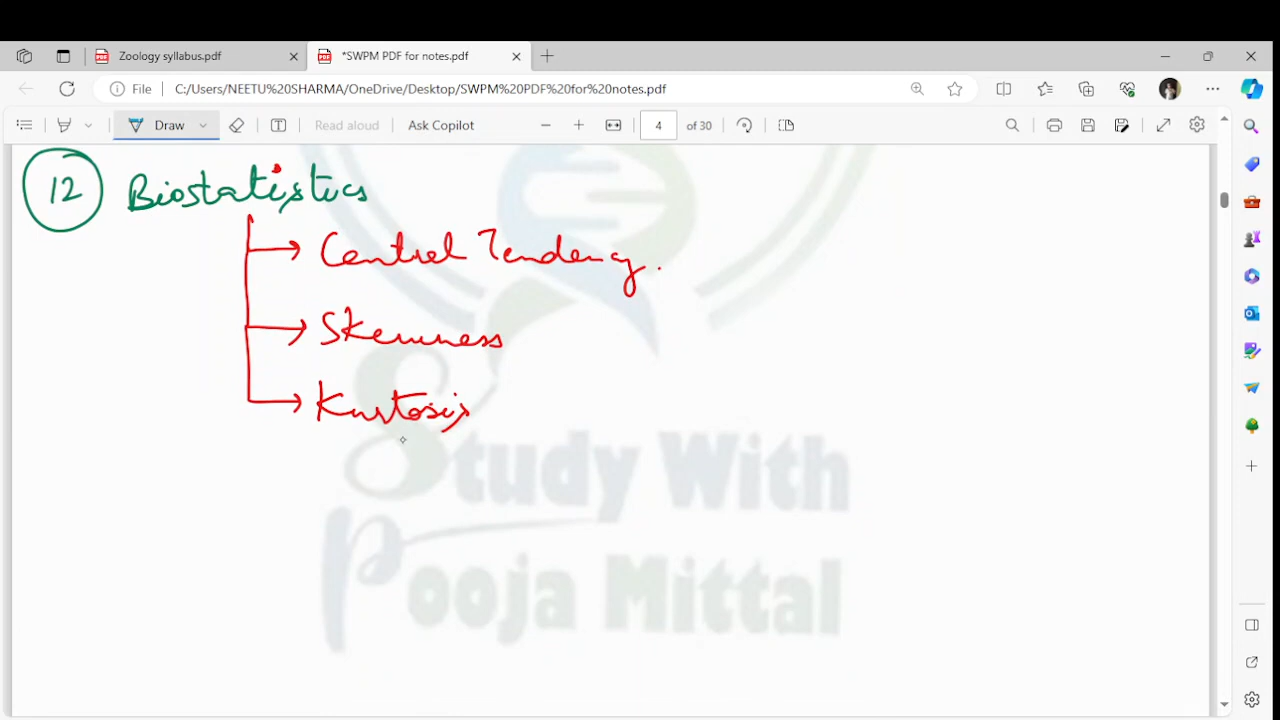 Zoology syllabus.pdf
*SWPM PDF for notes.pdf
File
C:/Users/NEETU%20SHARMA/OneDrive/Desktop/SWPM%20PDF%20for%20notes.pdf
Draw
Read aloud
Ask Copilot
4 of 30
12 Biostatistics
Central Tendency.
Skewness
Kurtosis
Study With
Pooja Mittal